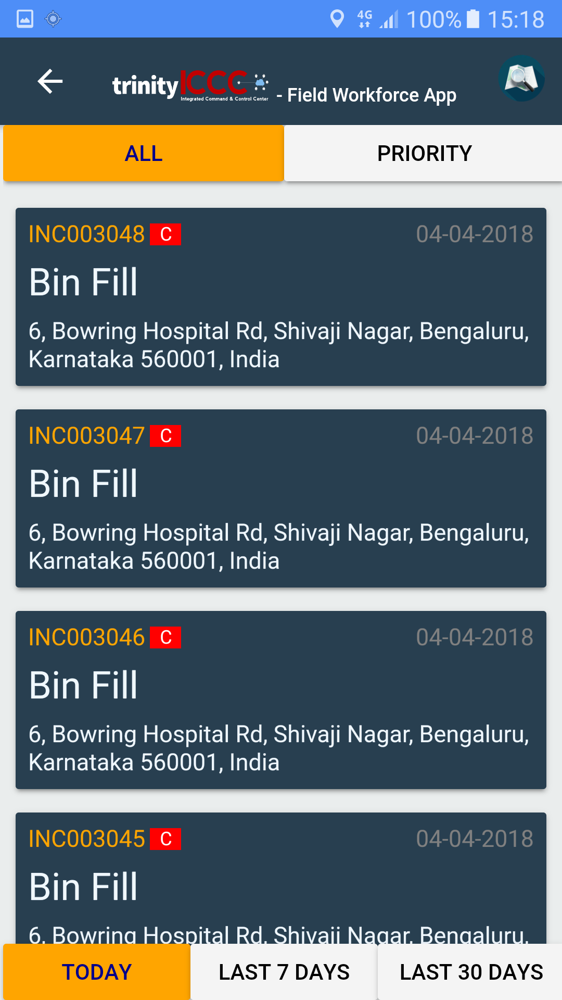 4G 100% 15:18
trinityICCC
Integrated Command & Control Center
- Field Workforce App
ALL PRIORITY
INC003048 C 04-04-2018
Bin Fill
6, Bowring Hospital Rd, Shivaji Nagar, Bengaluru,
Karnataka 560001, India
INC003047 C 04-04-2018
Bin Fill
6, Bowring Hospital Rd, Shivaji Nagar, Bengaluru,
Karnataka 560001, India
INC003046 C 04-04-2018
Bin Fill
6, Bowring Hospital Rd, Shivaji Nagar, Bengaluru,
Karnataka 560001, India
INC003045 C 04-04-2018
Bin Fill
6, Bowring Hospital Rd, Shivaji Nagar, Bengaluru,
TODAY LAST 7 DAYS LAST 30 DAYS